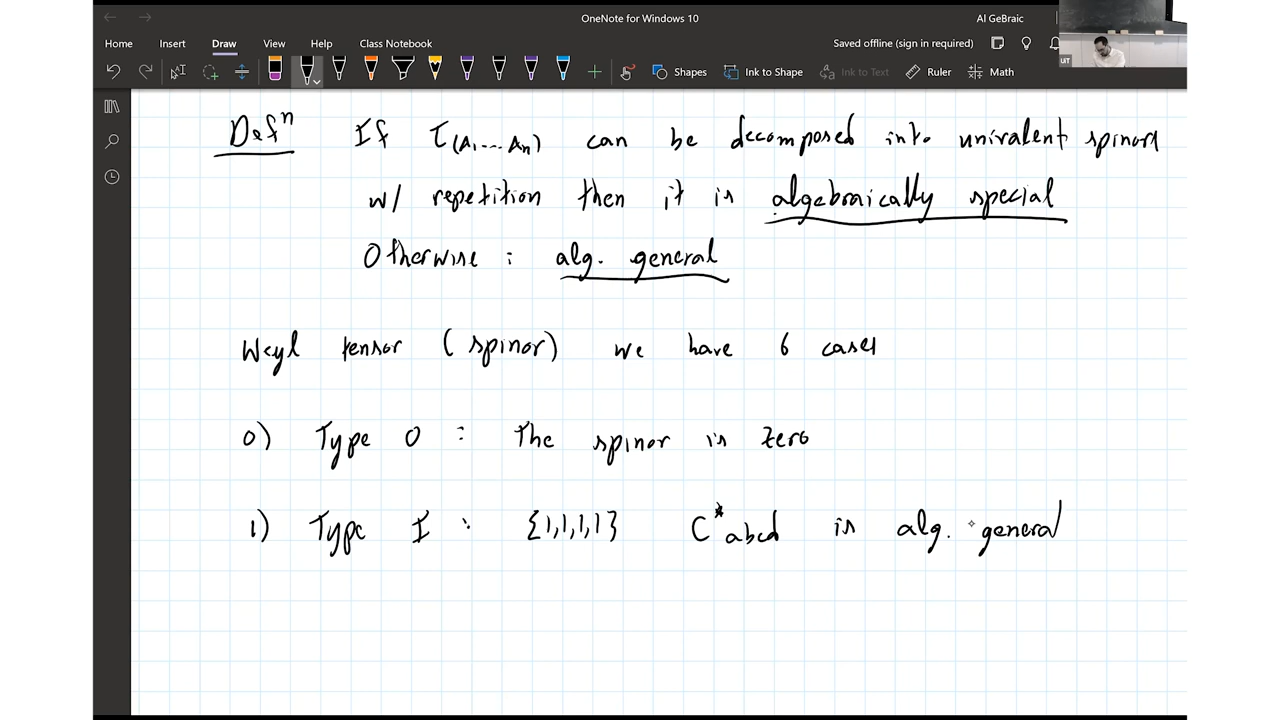 OneNote for Windows 10
Al GeBraic
Home Insert Draw View Help Class Notebook
Saved offline (sign in required)
Shapes Ink to Shape Ink to Text Ruler Math
UiT
Defⁿ If τ(A₁...Aₙ) can be decomposed into univalent spinors
w/ repetition then it is algebraically special
Otherwise : alg. general
Weyl tensor (spinor) we have 6 cases
0) Type O : The spinor is zero
1) Type I : {1,1,1,1} C*abcd is alg. general